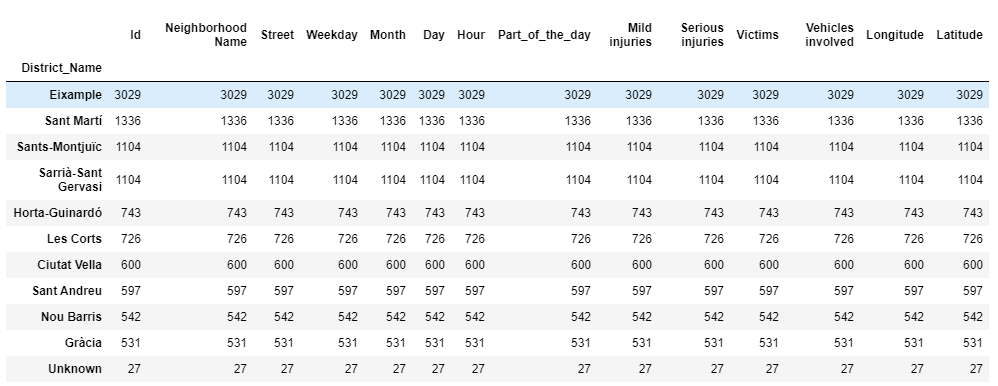 Id Neighborhood Name Street Weekday Month Day Hour Part_of_the_day Mild injuries Serious injuries Victims Vehicles involved Longitude Latitude
District_Name
Eixample 3029 3029 3029 3029 3029 3029 3029 3029 3029 3029 3029 3029 3029 3029
Sant Martí 1336 1336 1336 1336 1336 1336 1336 1336 1336 1336 1336 1336 1336 1336
Sants-Montjuïc 1104 1104 1104 1104 1104 1104 1104 1104 1104 1104 1104 1104 1104 1104
Sarrià-Sant Gervasi 1104 1104 1104 1104 1104 1104 1104 1104 1104 1104 1104 1104 1104 1104
Horta-Guinardó 743 743 743 743 743 743 743 743 743 743 743 743 743 743
Les Corts 726 726 726 726 726 726 726 726 726 726 726 726 726 726
Ciutat Vella 600 600 600 600 600 600 600 600 600 600 600 600 600 600
Sant Andreu 597 597 597 597 597 597 597 597 597 597 597 597 597 597
Nou Barris 542 542 542 542 542 542 542 542 542 542 542 542 542 542
Gràcia 531 531 531 531 531 531 531 531 531 531 531 531 531 531
Unknown 27 27 27 27 27 27 27 27 27 27 27 27 27 27